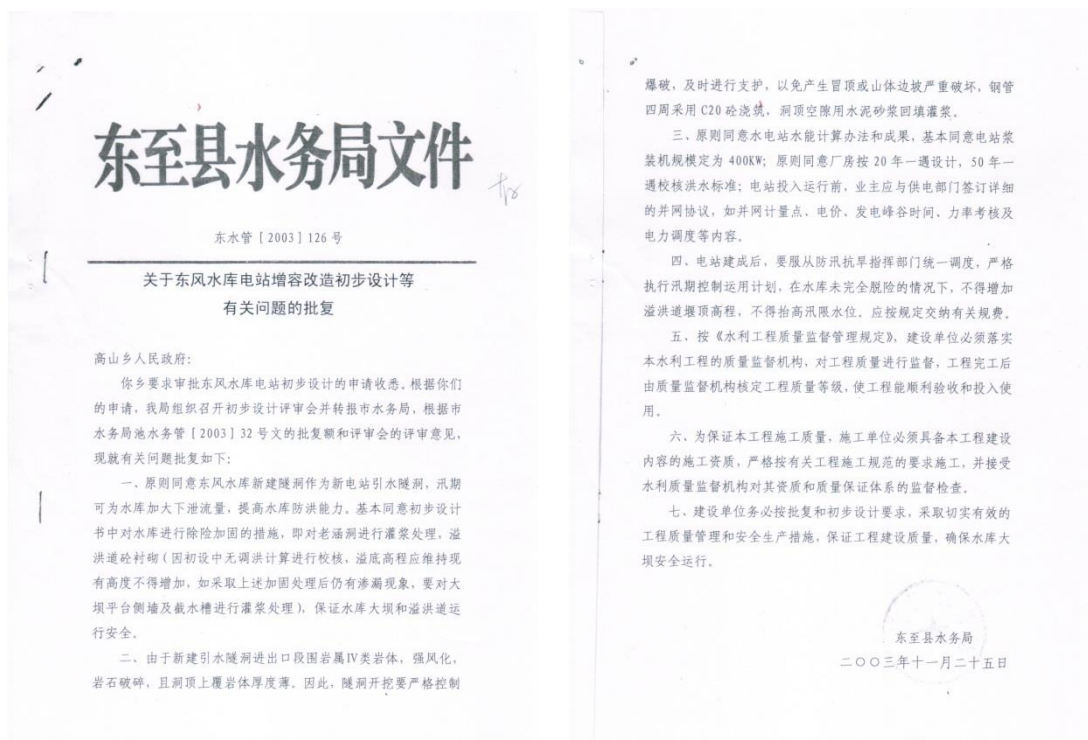 东至县水务局文件
东水管［2003］126 号
关于东风水库电站增容改造初步设计等
有关问题的批复
高山乡人民政府：
你乡要求审批东风水库电站初步设计的申请收悉。根据你们
的申请，我局组织召开初步设计评审会并转报市水务局，根据市
水务局池水务管［2003］32 号文的批复额和评审会的评审意见，
现就有关问题批复如下：
一、原则同意东风水库新建隧洞作为新电站引水隧洞，汛期
可为水库加大下泄流量，提高水库防洪能力。基本同意初步设计
书中对水库进行除险加固的措施，即对老涵洞进行灌浆处理，溢
洪道砼衬砌（因初设中无调洪计算进行校核，溢底高程应维持现
有高度不得增加，如采取上述加固处理后仍有渗漏现象，要对大
坝平台侧墙及截水槽进行灌浆处理），保证水库大坝和溢洪道运
行安全。
二、由于新建引水隧洞进出口段围岩属Ⅳ类岩体，强风化，
岩石破碎，且洞顶上覆岩体厚度薄。因此，隧洞开挖要严格控制
爆破，及时进行支护，以免产生冒顶或山体边坡严重破坏，钢管
四周采用 C20 砼浇筑，洞顶空隙用水泥砂浆回填灌浆。
三、原则同意水电站水能计算办法和成果，基本同意电站浆
装机规模定为 400KW；原则同意厂房按 20 年一遇设计，50 年一
遇校核洪水标准；电站投入运行前，业主应与供电部门签订详细
的并网协议，如并网计量点、电价、发电峰谷时间、力率考核及
电力调度等内容。
四、电站建成后，要服从防汛抗旱指挥部门统一调度，严格
执行汛期控制运用计划，在水库未完全脱险的情况下，不得增加
溢洪道堰顶高程，不得抬高汛限水位。应按规定交纳有关规费。
五、按《水利工程质量监督管理规定》，建设单位必须落实
本水利工程的质量监督机构，对工程质量进行监督，工程完工后
由质量监督机构核定工程质量等级，使工程能顺利验收和投入使
用。
六、为保证本工程施工质量，施工单位必须具备本工程建设
内容的施工资质，严格按有关工程施工规范的要求施工，并接受
水利质量监督机构对其资质和质量保证体系的监督检查。
七、建设单位务必按批复和初步设计要求，采取切实有效的
工程质量管理和安全生产措施，保证工程建设质量，确保水库大
坝安全运行。
东至县水务局
二〇〇三年十一月二十五日